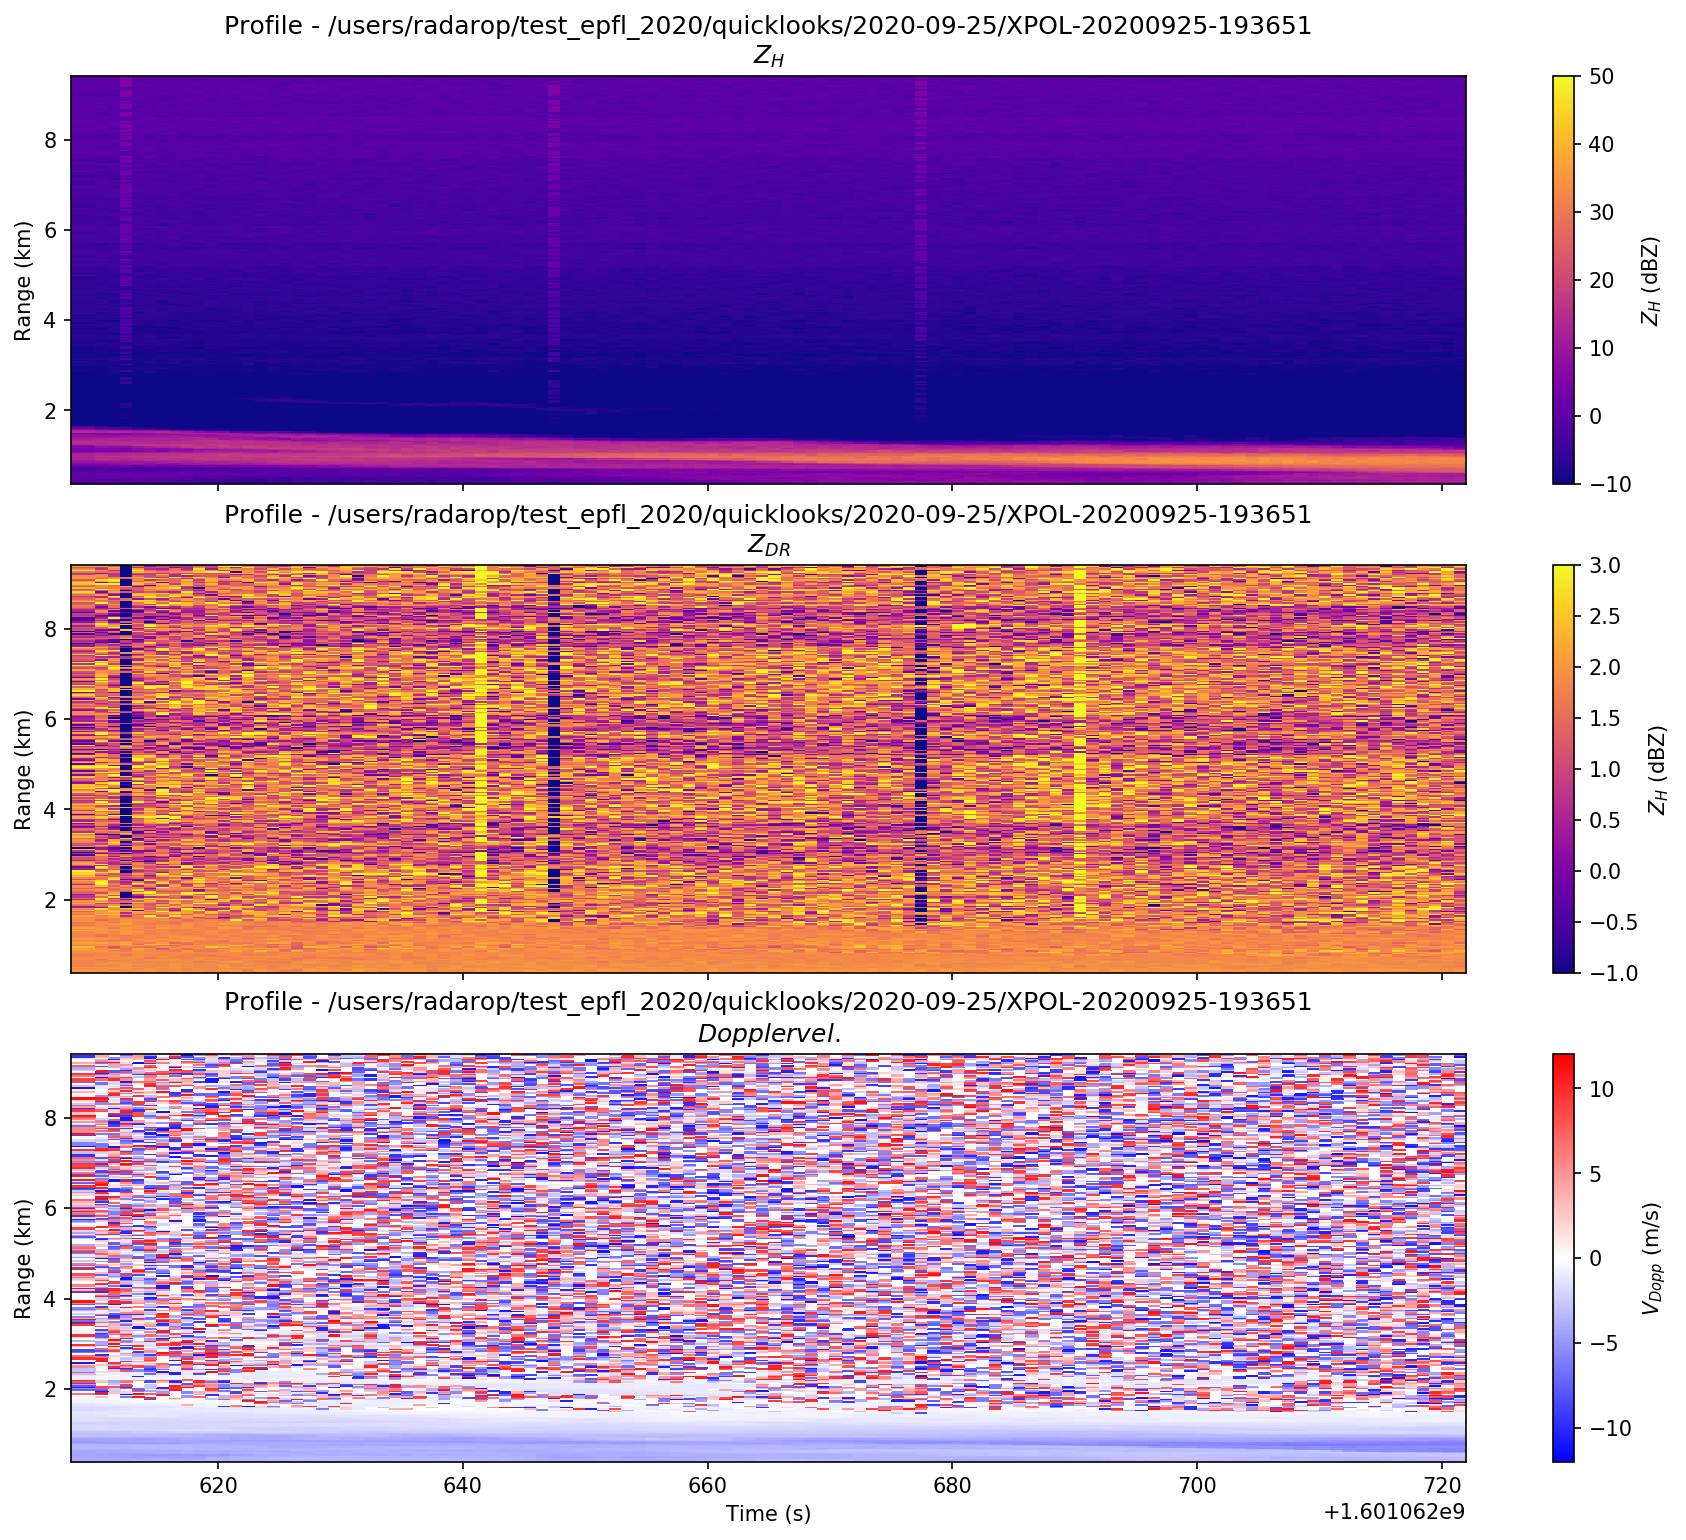 Profile - /users/radarop/test_epfl_2020/quicklooks/2020-09-25/XPOL-20200925-193651
Z_H
50
40
30
20
10
0
−10
Z_H (dBZ)
8
6
4
2
Range (km)
Profile - /users/radarop/test_epfl_2020/quicklooks/2020-09-25/XPOL-20200925-193651
Z_DR
3.0
2.5
2.0
1.5
1.0
0.5
0.0
−0.5
−1.0
Z_H (dBZ)
8
6
4
2
Range (km)
Profile - /users/radarop/test_epfl_2020/quicklooks/2020-09-25/XPOL-20200925-193651
Dopplervel.
10
5
0
−5
−10
V_Dopp (m/s)
8
6
4
2
Range (km)
620 640 660 680 700 720
Time (s)
+1.601062e9